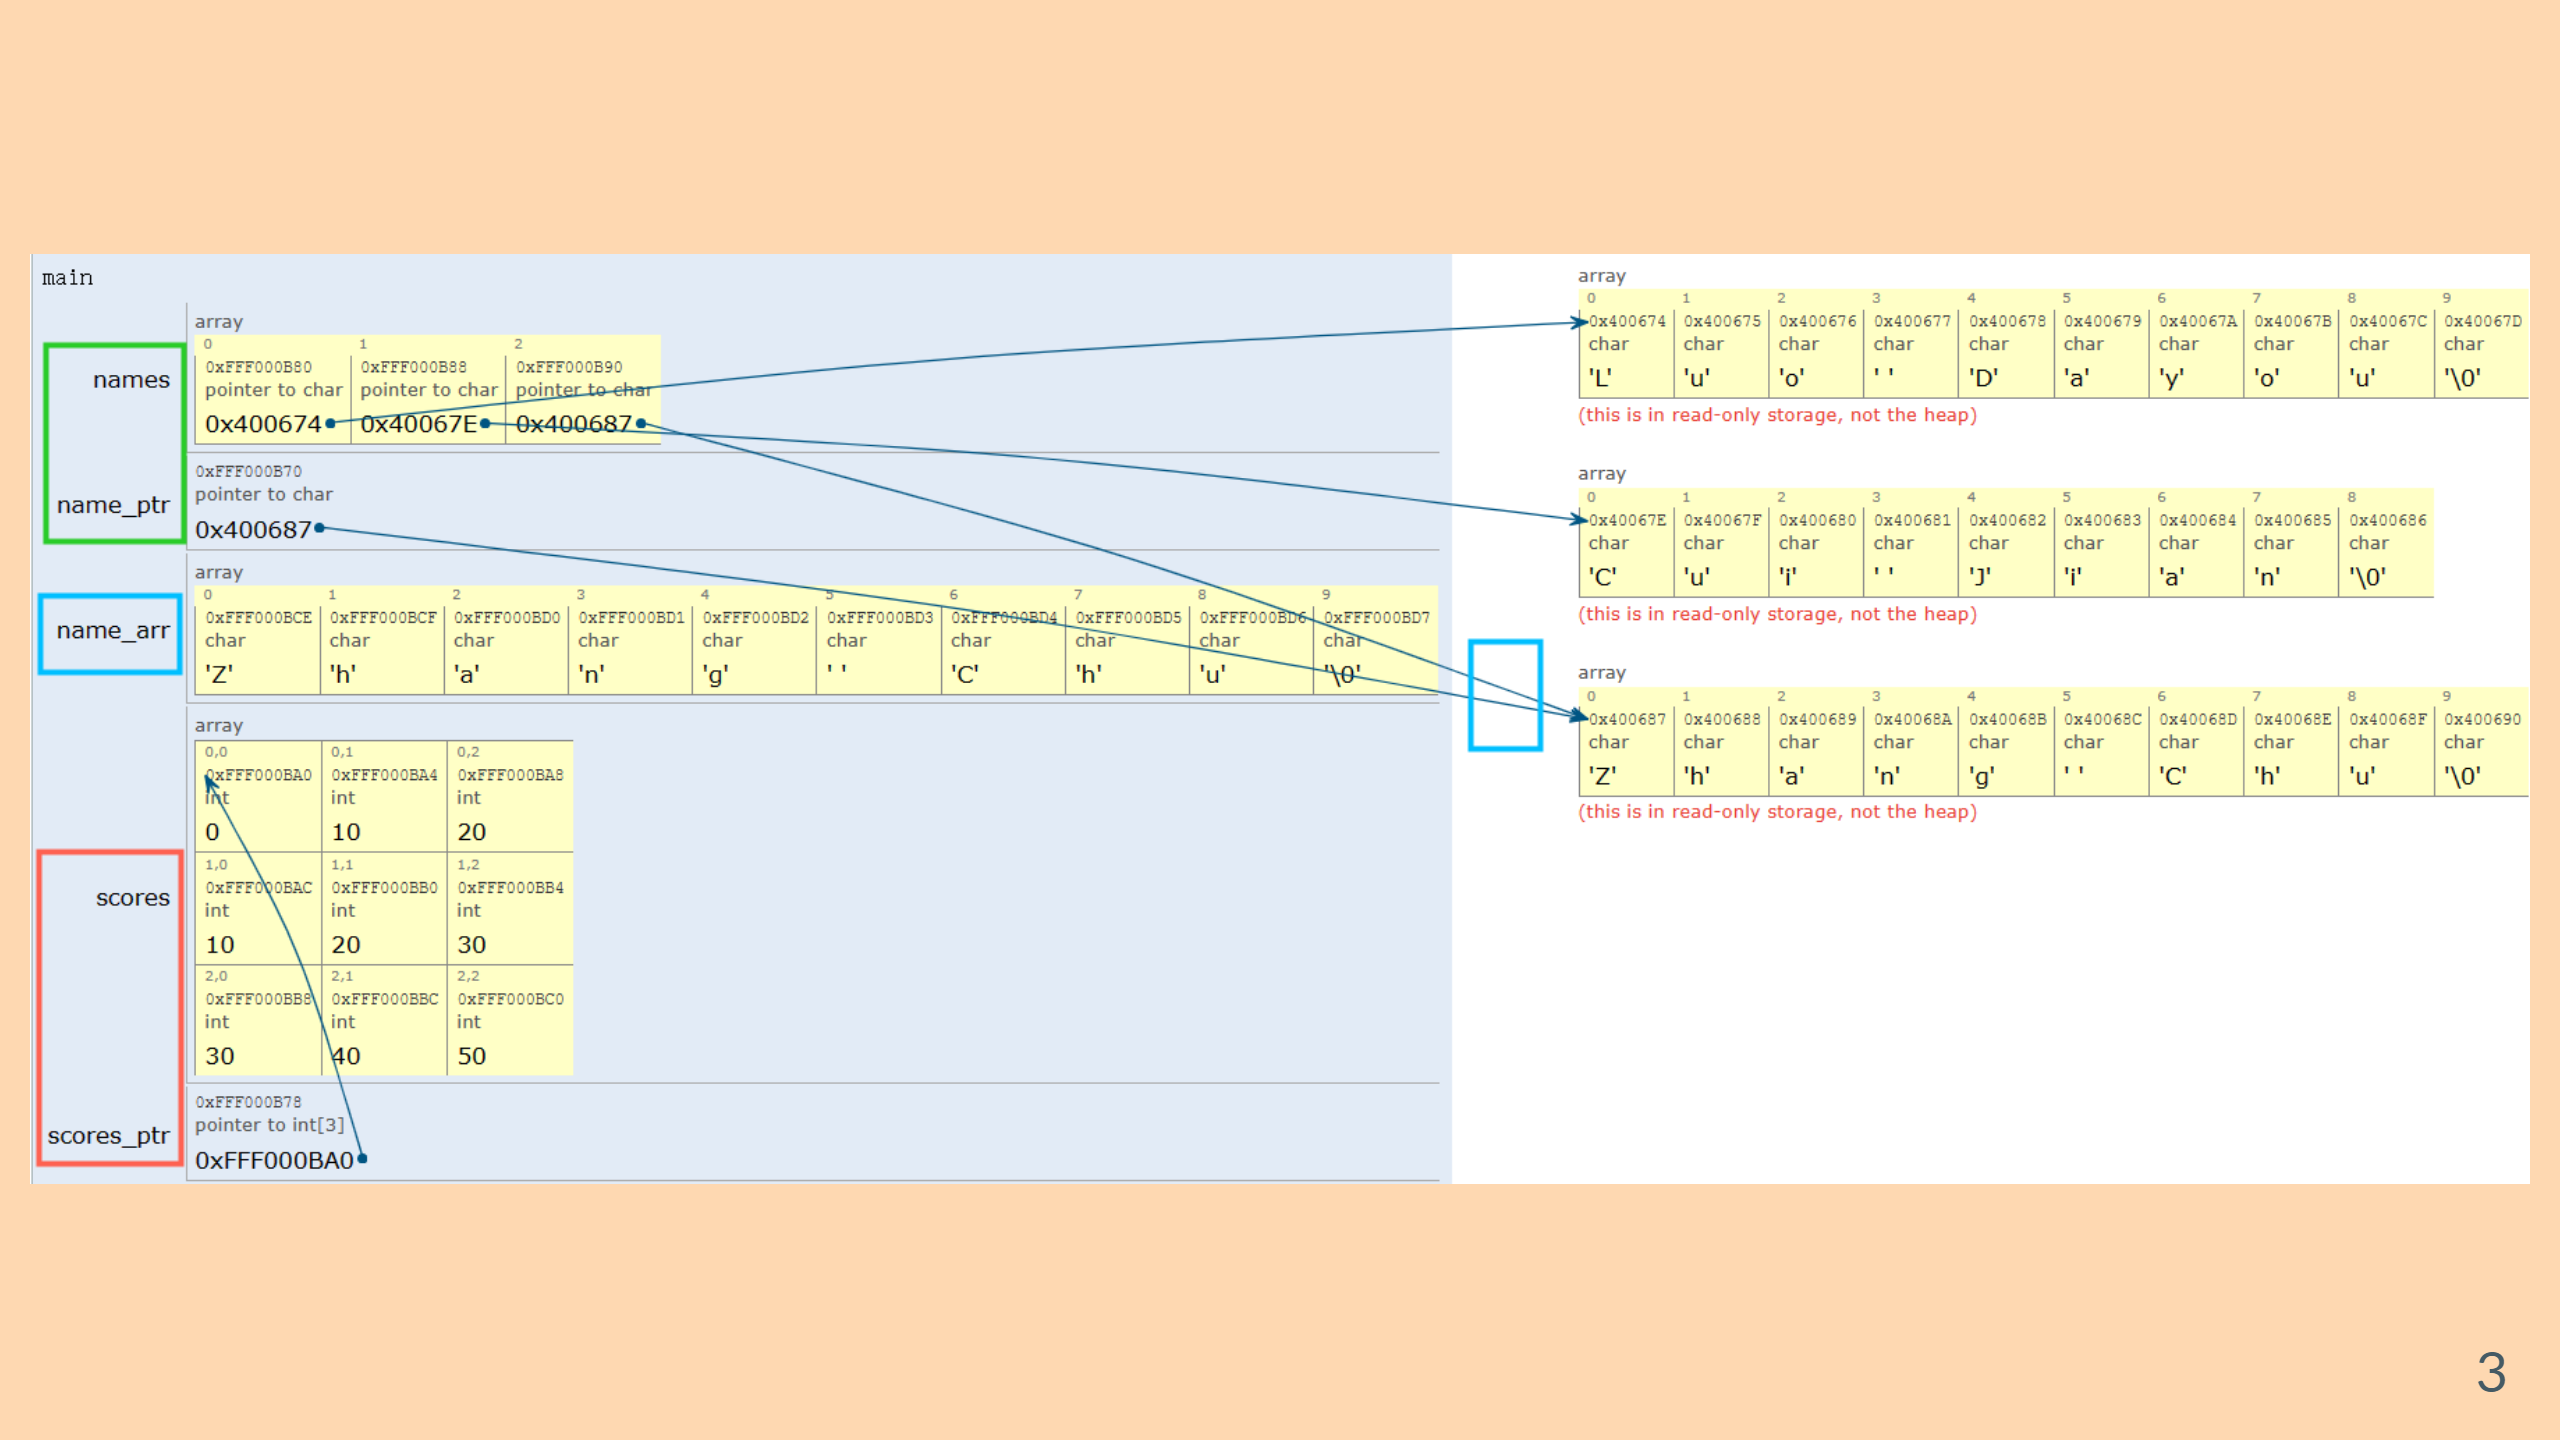 main
array
0 1 2
0xFFF000B80 0xFFF000B88 0xFFF000B90
names
pointer to char pointer to char pointer to char
0x400674 0x40067E 0x400687
0xFFF000B70
pointer to char
name_ptr
0x400687
array
0 1 2 3 4 5 6 7 8 9
0xFFF000BCE 0xFFF000BCF 0xFFF000BD0 0xFFF000BD1 0xFFF000BD2 0xFFF000BD3 0xFFF000BD4 0xFFF000BD5 0xFFF000BD6 0xFFF000BD7
name_arr
char char char char char char char char char char
'Z' 'h' 'a' 'n' 'g' ' ' 'C' 'h' 'u' '\0'
array
0,0 0,1 0,2
0xFFF000BA0 0xFFF000BA4 0xFFF000BA8
int int int
0 10 20
1,0 1,1 1,2
0xFFF000BAC 0xFFF000BB0 0xFFF000BB4
scores
int int int
10 20 30
2,0 2,1 2,2
0xFFF000BB8 0xFFF000BBC 0xFFF000BC0
int int int
30 40 50
0xFFF000B78
pointer to int[3]
scores_ptr
0xFFF000BA0
array
0 1 2 3 4 5 6 7 8 9
0x400674 0x400675 0x400676 0x400677 0x400678 0x400679 0x40067A 0x40067B 0x40067C 0x40067D
char char char char char char char char char char
'L' 'u' 'o' ' ' 'D' 'a' 'y' 'o' 'u' '\0'
(this is in read-only storage, not the heap)
array
0 1 2 3 4 5 6 7 8
0x40067E 0x40067F 0x400680 0x400681 0x400682 0x400683 0x400684 0x400685 0x400686
char char char char char char char char char
'C' 'u' 'i' ' ' 'J' 'i' 'a' 'n' '\0'
(this is in read-only storage, not the heap)
array
0 1 2 3 4 5 6 7 8 9
0x400687 0x400688 0x400689 0x40068A 0x40068B 0x40068C 0x40068D 0x40068E 0x40068F 0x400690
char char char char char char char char char char
'Z' 'h' 'a' 'n' 'g' ' ' 'C' 'h' 'u' '\0'
(this is in read-only storage, not the heap)
3